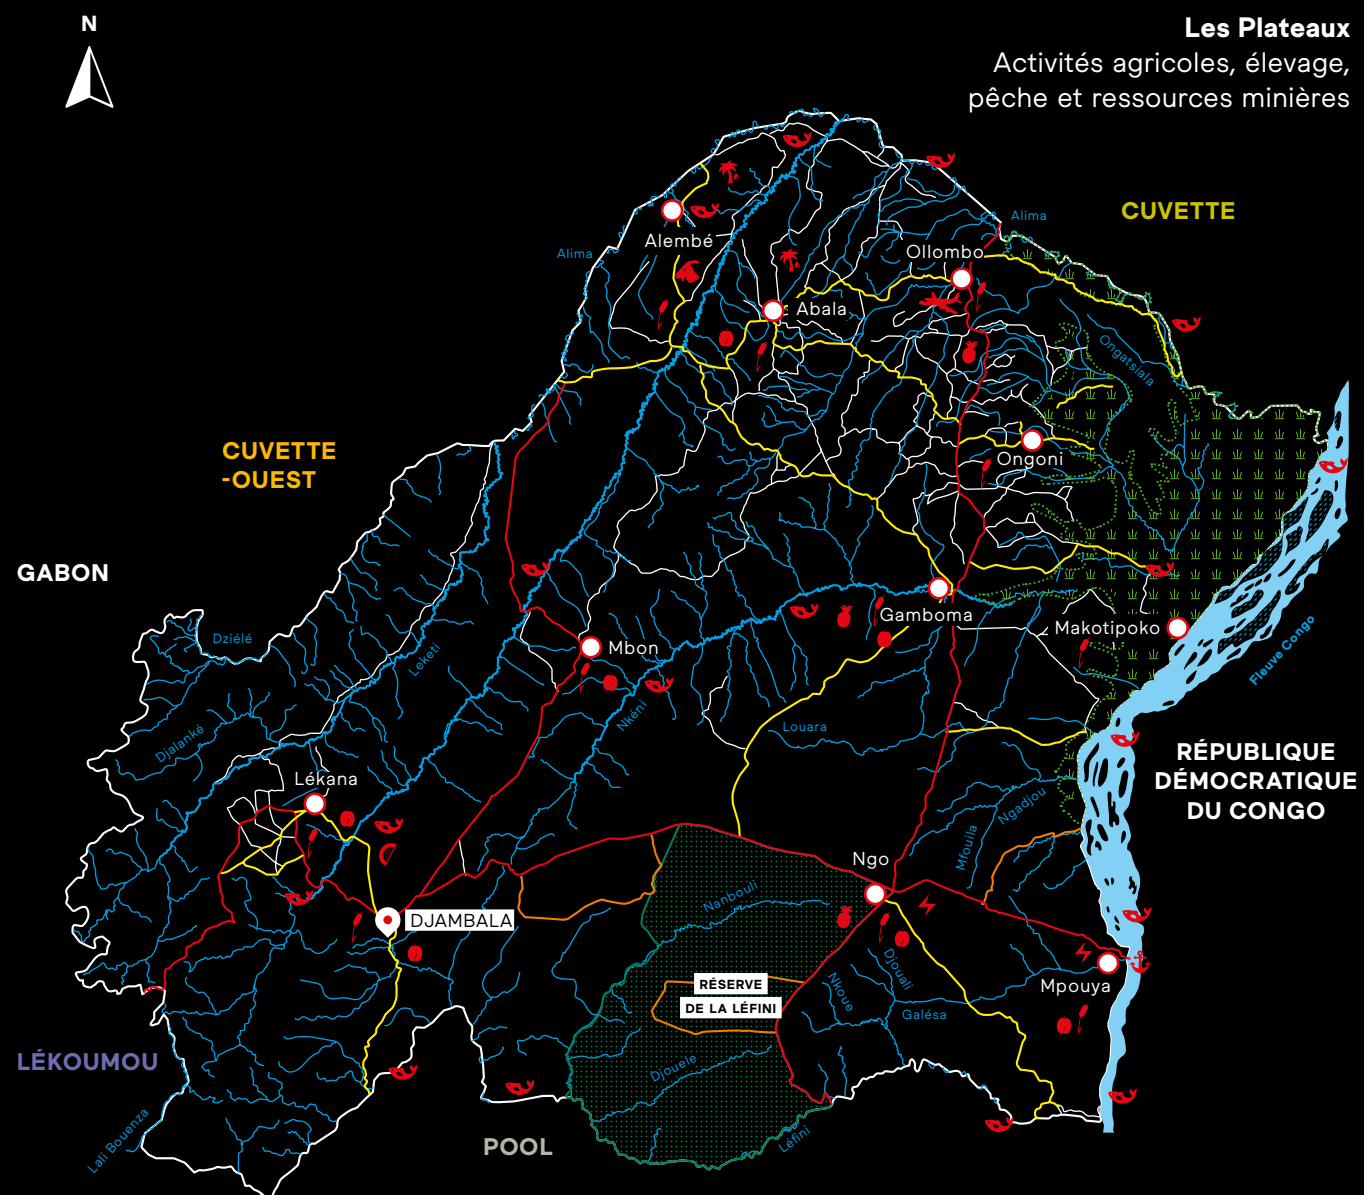 N
Les Plateaux
Activités agricoles, élevage,
pêche et ressources minières
CUVETTE
Alima
Alembé
Alima
Ollombo
Abala
Ongatsiala
CUVETTE
-OUEST
Ongoni
GABON
Gamboma
Makotipoko
Dziélé
Leketi
Mbon
Fleuve Congo
Nkéni
Louara
Djalanké
RÉPUBLIQUE
DÉMOCRATIQUE
DU CONGO
Lékana
Ngadjou
Mfouila
Ngo
Nanbouli
DJAMBALA
Djouali
Nkoue
RÉSERVE
DE LA LÉFINI
Mpouya
Galésa
LÉKOUMOU
Djouele
Lali Bouenza
POOL
Léfini